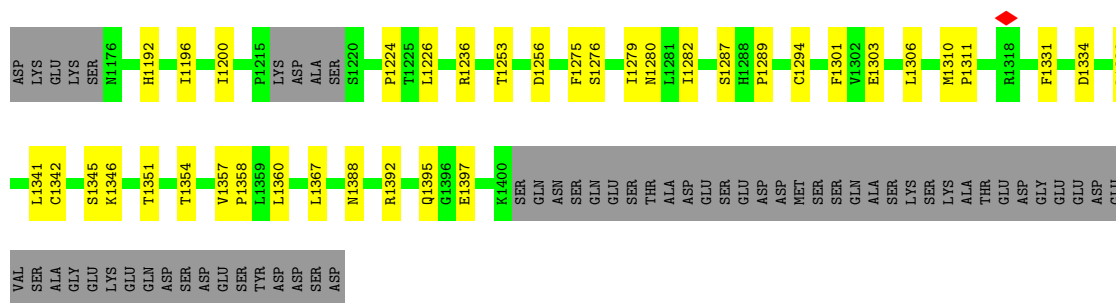 ASP LYS GLU LYS SER N1176 H1192 I1196 I1200 P1215 LYS ASP ALA SER S1220 P1224 T1225 L1226 R1236 T1253 D1256 F1275 S1276 I1279 N1280 L1281 I1282 S1287 H1288 P1289 C1294 F1301 V1302 E1303 L1306 M1310 P1311 R1318 F1331 D1334
L1341 C1342 S1345 K1346 T1351 T1354 V1357 P1358 L1359 L1360 L1367 N1388 R1392 Q1395 G1396 E1397 K1400 SER GLN ASN SER GLN GLU SER THR ALA ASP GLU SER GLU ASP ASP MET SER SER GLN ALA SER LYS SER SER LYS ALA THR GLU ASP GLY GLU GLU GLU ASP GLU
VAL SER ALA GLY GLU LYS GLU GLN ASP SER ASP GLU SER TYR ASP ASP SER ASP